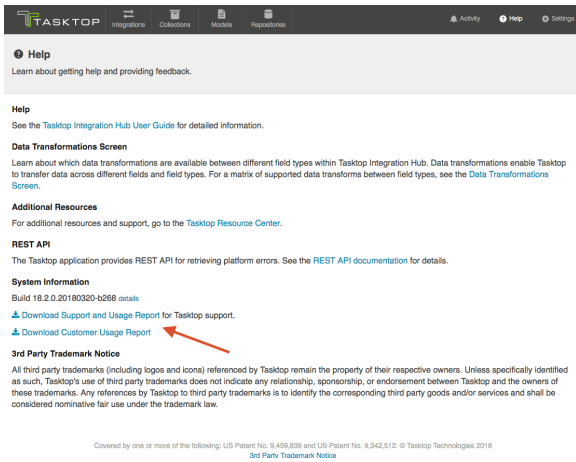 TASKTOP
Integrations
Collections
Models
Repositories
Activity
Help
Settings
Help
Learn about getting help and providing feedback.
Help
See the Tasktop Integration Hub User Guide for detailed information.
Data Transformations Screen
Learn about which data transformations are available between different field types within Tasktop Integration Hub. Data transformations enable Tasktop
to transfer data across different fields and field types. For a matrix of supported data transforms between field types, see the Data Transformations
Screen.
Additional Resources
For additional resources and support, go to the Tasktop Resource Center.
REST API
The Tasktop application provides REST API for retrieving platform errors. See the REST API documentation for details.
System Information
Build 18.2.0.20180320-b268 details
Download Support and Usage Report for Tasktop support.
Download Customer Usage Report
3rd Party Trademark Notice
All third party trademarks (including logos and icons) referenced by Tasktop remain the property of their respective owners. Unless specifically identified
as such, Tasktop's use of third party trademarks does not indicate any relationship, sponsorship, or endorsement between Tasktop and the owners of
these trademarks. Any references by Tasktop to third party trademarks is to identify the corresponding third party goods and/or services and shall be
considered nominative fair use under the trademark law.
Covered by one or more of the following: US Patent No. 9,459,839 and US Patent No. 9,342,512. © Tasktop Technologies 2018
3rd Party Trademark Notice